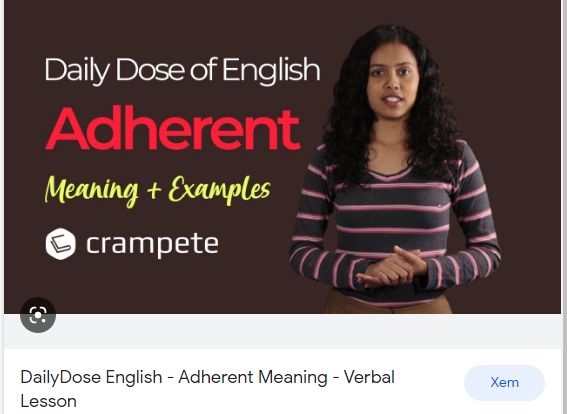 Daily Dose of English
Adherent
Meaning + Examples
crampete
DailyDose English - Adherent Meaning - Verbal
Lesson
Xem